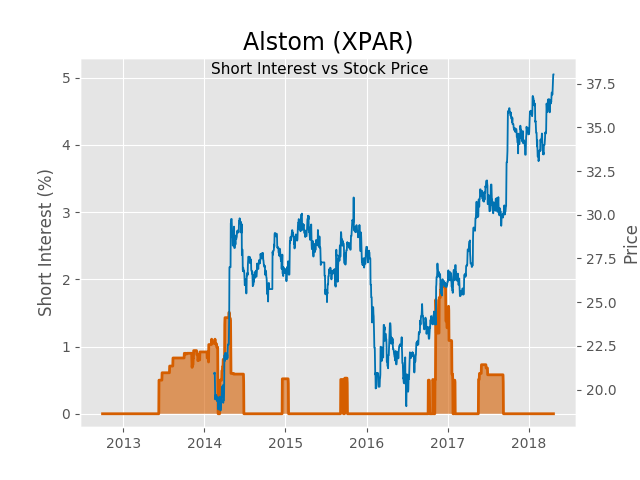 Alstom (XPAR)
Short Interest vs Stock Price
5
4
3
2
1
0
Short Interest (%)
37.5
35.0
32.5
30.0
27.5
25.0
22.5
20.0
Price
2013 2014 2015 2016 2017 2018